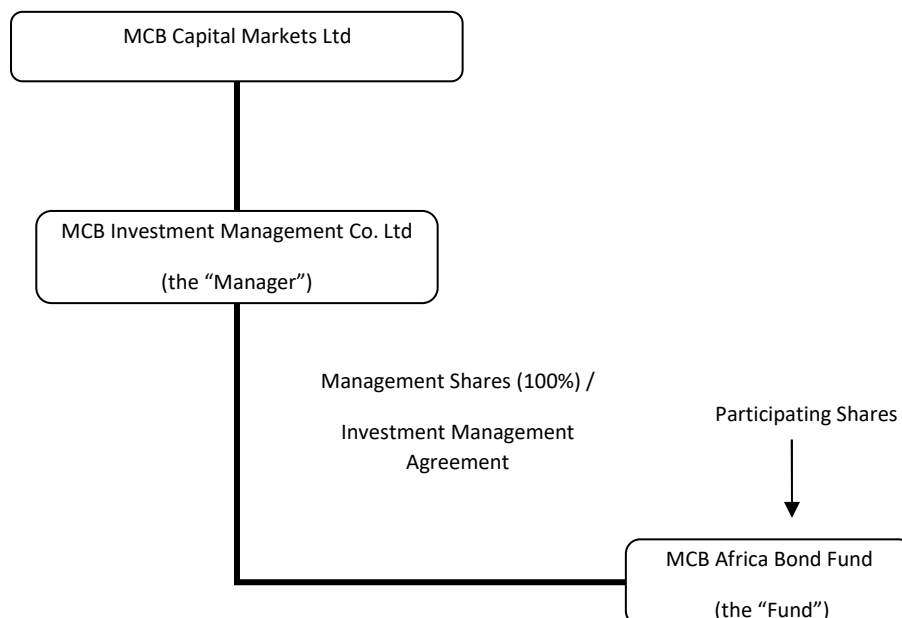 MCB Capital Markets Ltd
MCB Investment Management Co. Ltd
(the “Manager”)
Management Shares (100%) /
Investment Management
Agreement
Participating Shares
MCB Africa Bond Fund
(the “Fund”)